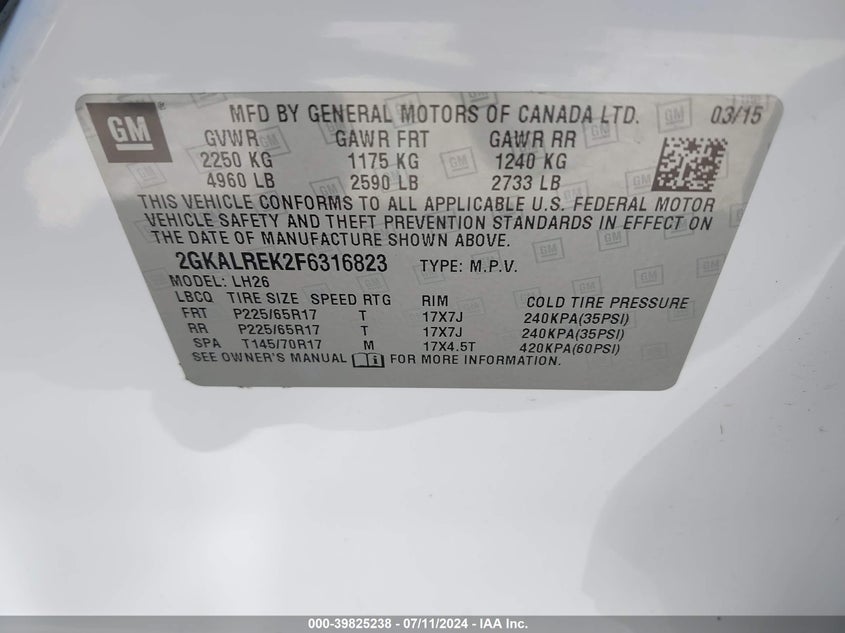 GM ® MFD BY GENERAL MOTORS OF CANADA LTD. 03/15
GVWR GAWR FRT GAWR RR
2250 KG 1175 KG 1240 KG
4960 LB 2590 LB 2733 LB
THIS VEHICLE CONFORMS TO ALL APPLICABLE U.S. FEDERAL MOTOR
VEHICLE SAFETY AND THEFT PREVENTION STANDARDS IN EFFECT ON
THE DATE OF MANUFACTURE SHOWN ABOVE.
2GKALREK2F6316823 TYPE: M.P.V.
MODEL: LH26
LBCQ TIRE SIZE SPEED RTG RIM COLD TIRE PRESSURE
FRT P225/65R17 T 17X7J 240KPA(35PSI)
RR P225/65R17 T 17X7J 240KPA(35PSI)
SPA T145/70R17 M 17X4.5T 420KPA(60PSI)
SEE OWNER'S MANUAL FOR MORE INFORMATION.
000-39825238 - 07/11/2024 - IAA Inc.